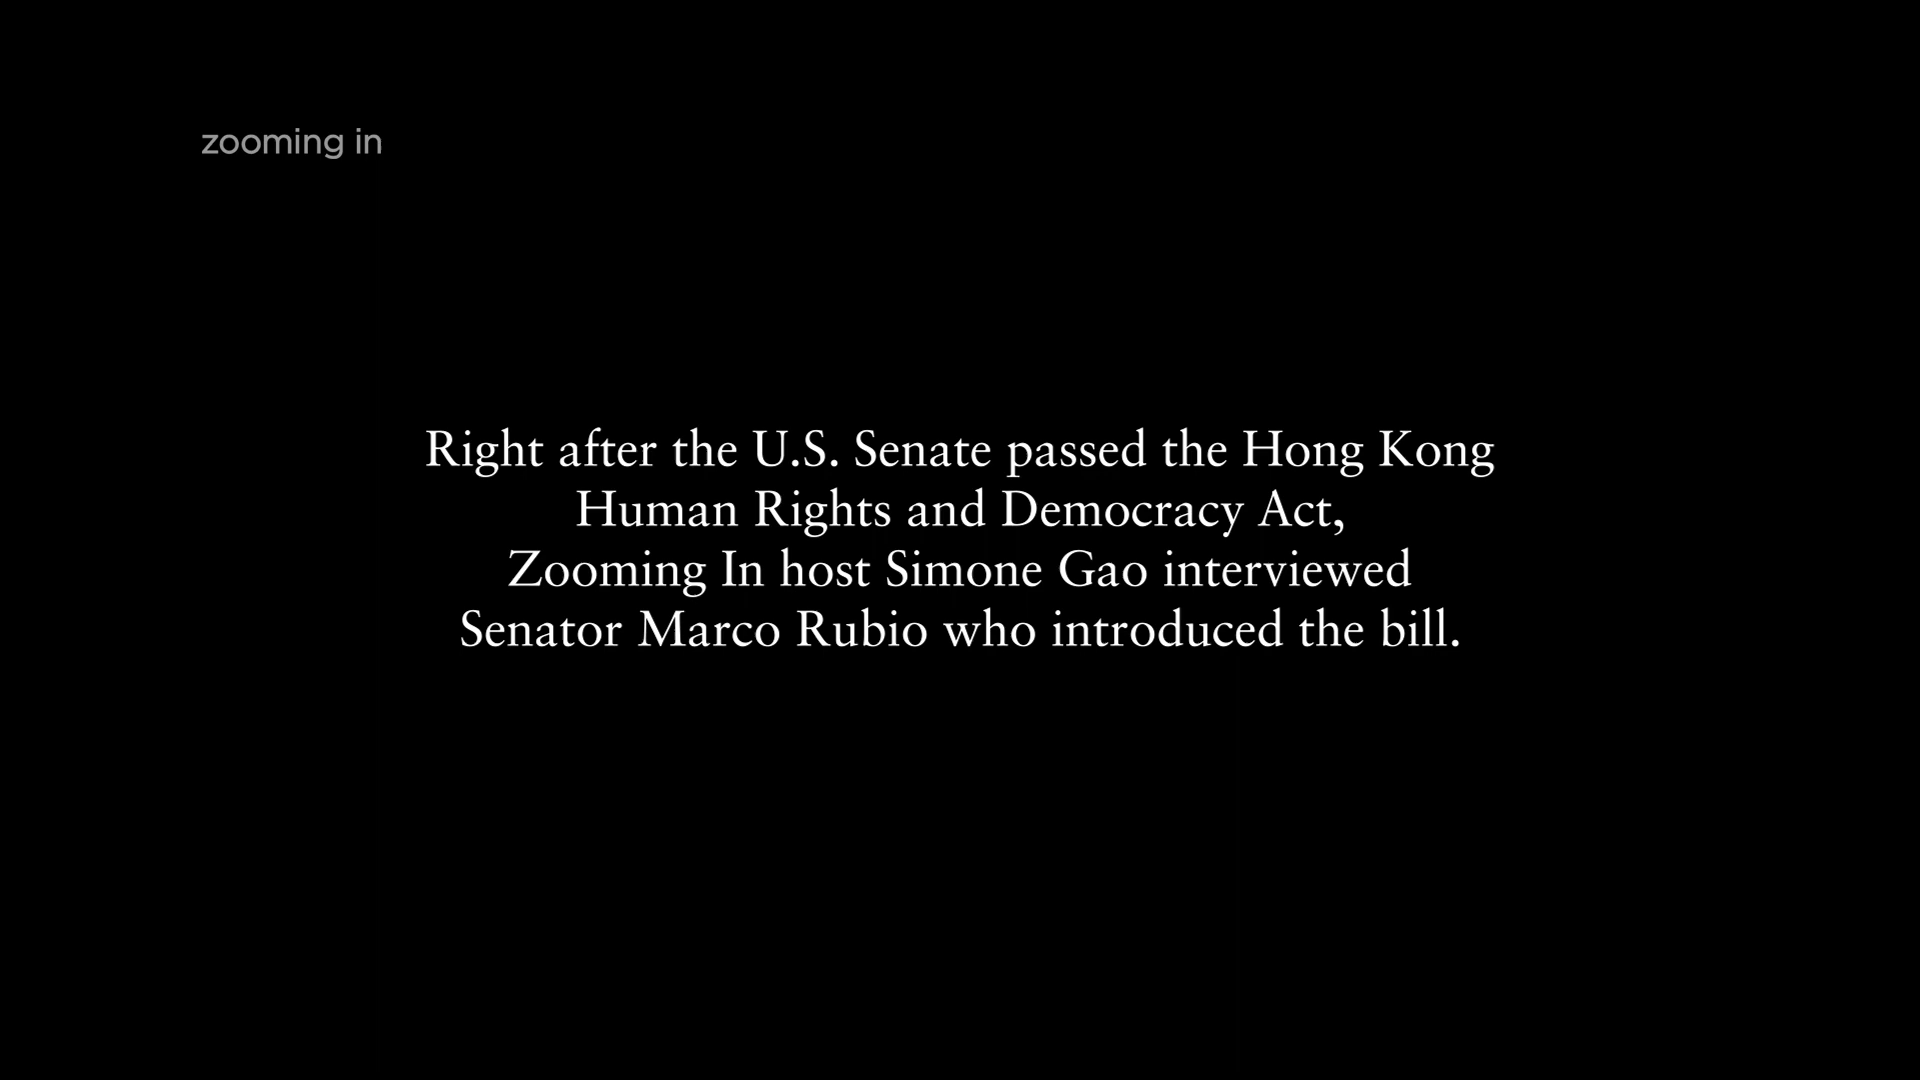 zooming in
Right after the U.S. Senate passed the Hong Kong
Human Rights and Democracy Act,
Zooming In host Simone Gao interviewed
Senator Marco Rubio who introduced the bill.